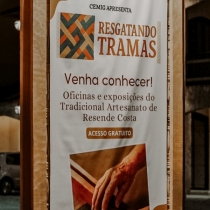 CEMIG APRESENTA
RESGATANDO
TRAMAS
Venha conhecer!
Oficinas e exposições do
Tradicional Artesanato de
Resende Costa
ACESSO GRATUITO